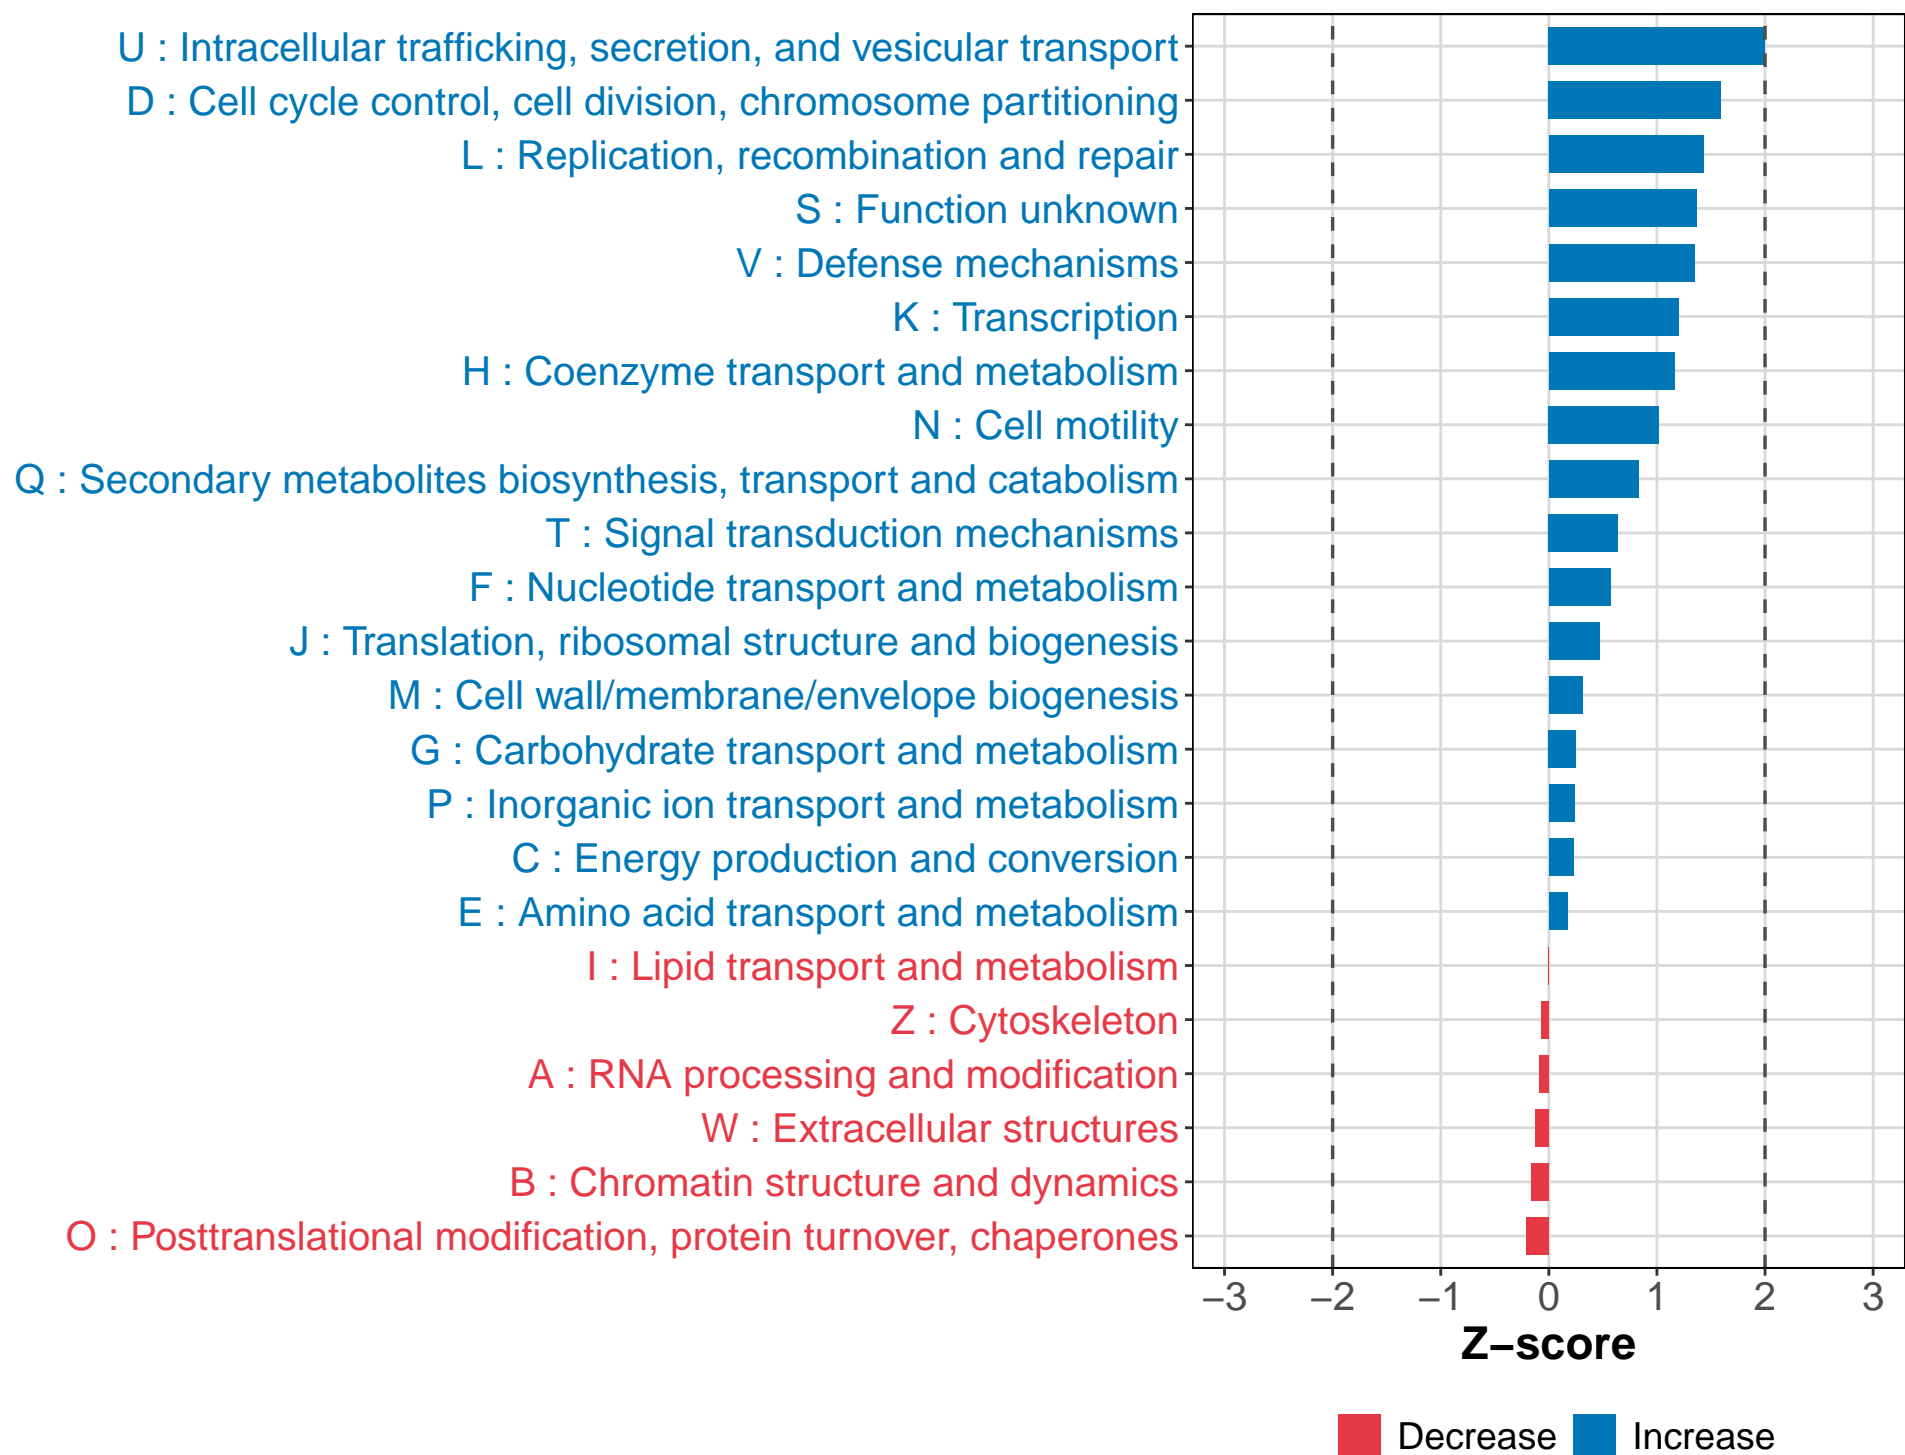 U : Intracellular trafficking, secretion, and vesicular transport
D : Cell cycle control, cell division, chromosome partitioning
L : Replication, recombination and repair
S : Function unknown
V : Defense mechanisms
K : Transcription
H : Coenzyme transport and metabolism
N : Cell motility
Q : Secondary metabolites biosynthesis, transport and catabolism
T : Signal transduction mechanisms
F : Nucleotide transport and metabolism
J : Translation, ribosomal structure and biogenesis
M : Cell wall/membrane/envelope biogenesis
G : Carbohydrate transport and metabolism
P : Inorganic ion transport and metabolism
C : Energy production and conversion
E : Amino acid transport and metabolism
I : Lipid transport and metabolism
Z : Cytoskeleton
A : RNA processing and modification
W : Extracellular structures
B : Chromatin structure and dynamics
O : Posttranslational modification, protein turnover, chaperones
−3 −2 −1 0 1 2 3
Z−score
Decrease Increase